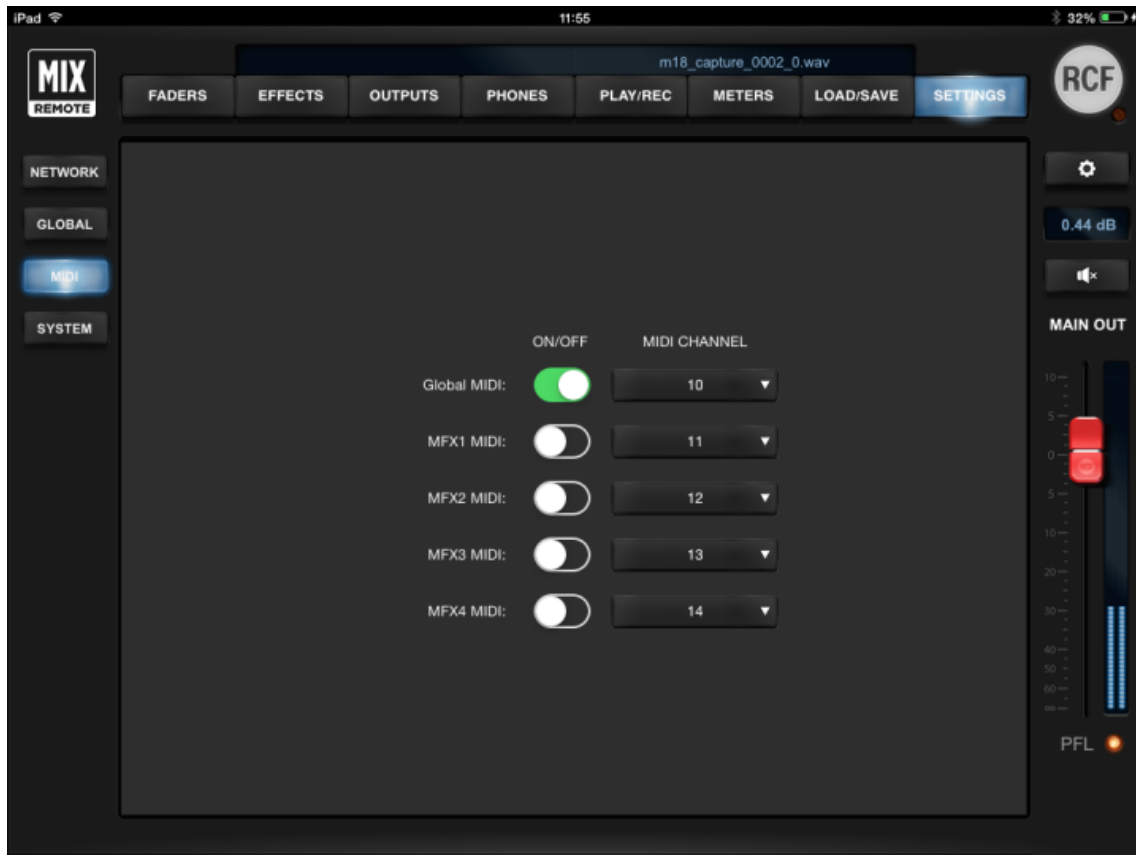 iPad 11:55 32%
m18_capture_0002_0.wav
MIX
REMOTE
FADERS EFFECTS OUTPUTS PHONES PLAY/REC METERS LOAD/SAVE SETTINGS
RCF
NETWORK
GLOBAL
MIDI
SYSTEM
ON/OFF MIDI CHANNEL
Global MIDI: 10
MFX1 MIDI: 11
MFX2 MIDI: 12
MFX3 MIDI: 13
MFX4 MIDI: 14
0.44 dB
MAIN OUT
10
5
0
5
10
20
30
40
50
60
∞
PFL